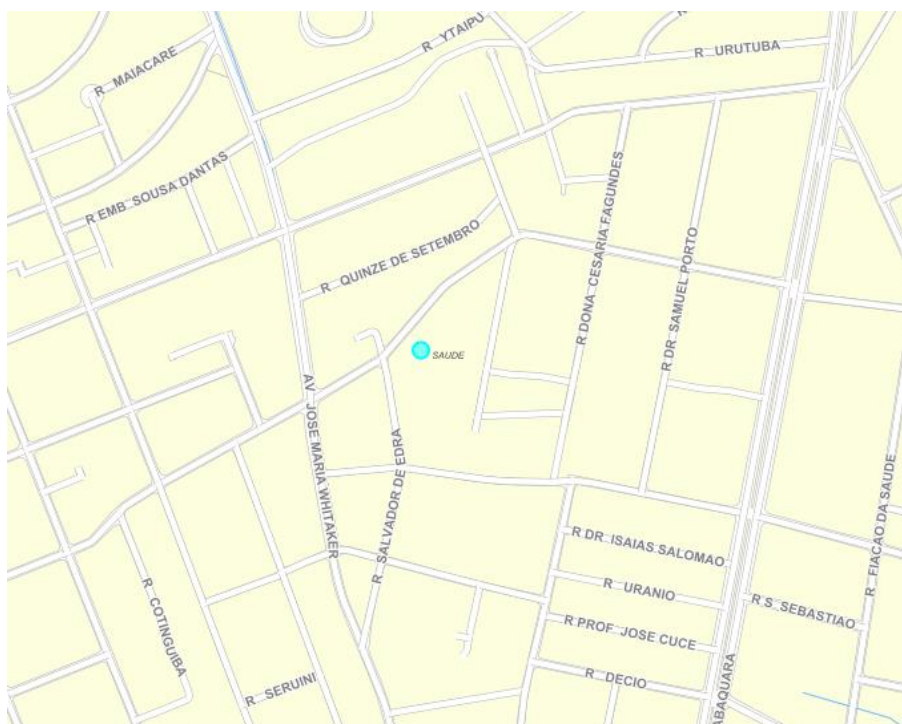 R YTAIPU
R URUTUBA
R MAIACARE
R EMB SOUSA DANTAS
R QUINZE DE SETEMBRO
R DONA CESARIA FAGUNDES
R DR SAMUEL PORTO
SAUDE
AV JOSE MARIA WHITAKER
R SALVADOR DE EDRA
R FIACAO DA SAUDE
R DR ISAIAS SALOMAO
R URANIO
R S. SEBASTIAO
R COTINGUIBA
R PROF JOSE CUCE
R SERUINI
R DECIO
ABAQUARA